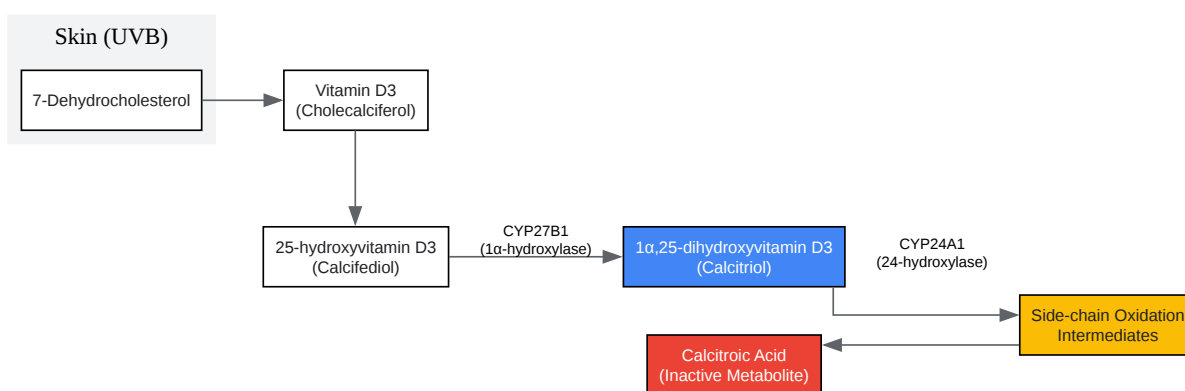 Skin (UVB)
7-Dehydrocholesterol
Vitamin D3
(Cholecalciferol)
25-hydroxyvitamin D3
(Calcifediol)
CYP27B1
(1α-hydroxylase)
1α,25-dihydroxyvitamin D3
(Calcitriol)
CYP24A1
(24-hydroxylase)
Side-chain Oxidation
Intermediates
Calcitroic Acid
(Inactive Metabolite)